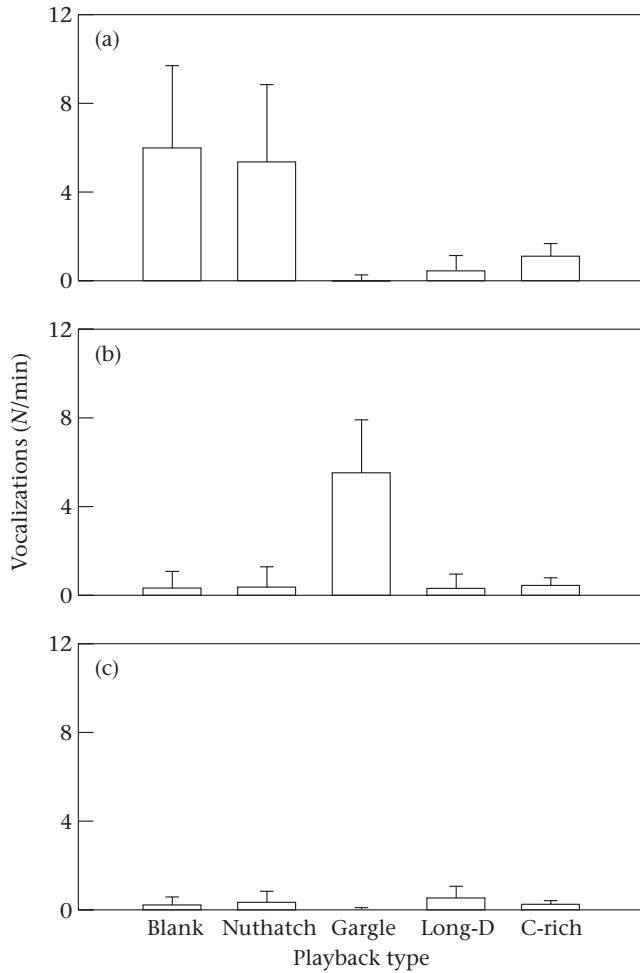 12
(a)
8
4
0
12
(b)
8
4
0
Vocalizations (N/min)
12
(c)
8
4
0
Blank Nuthatch Gargle Long-D C-rich
Playback type